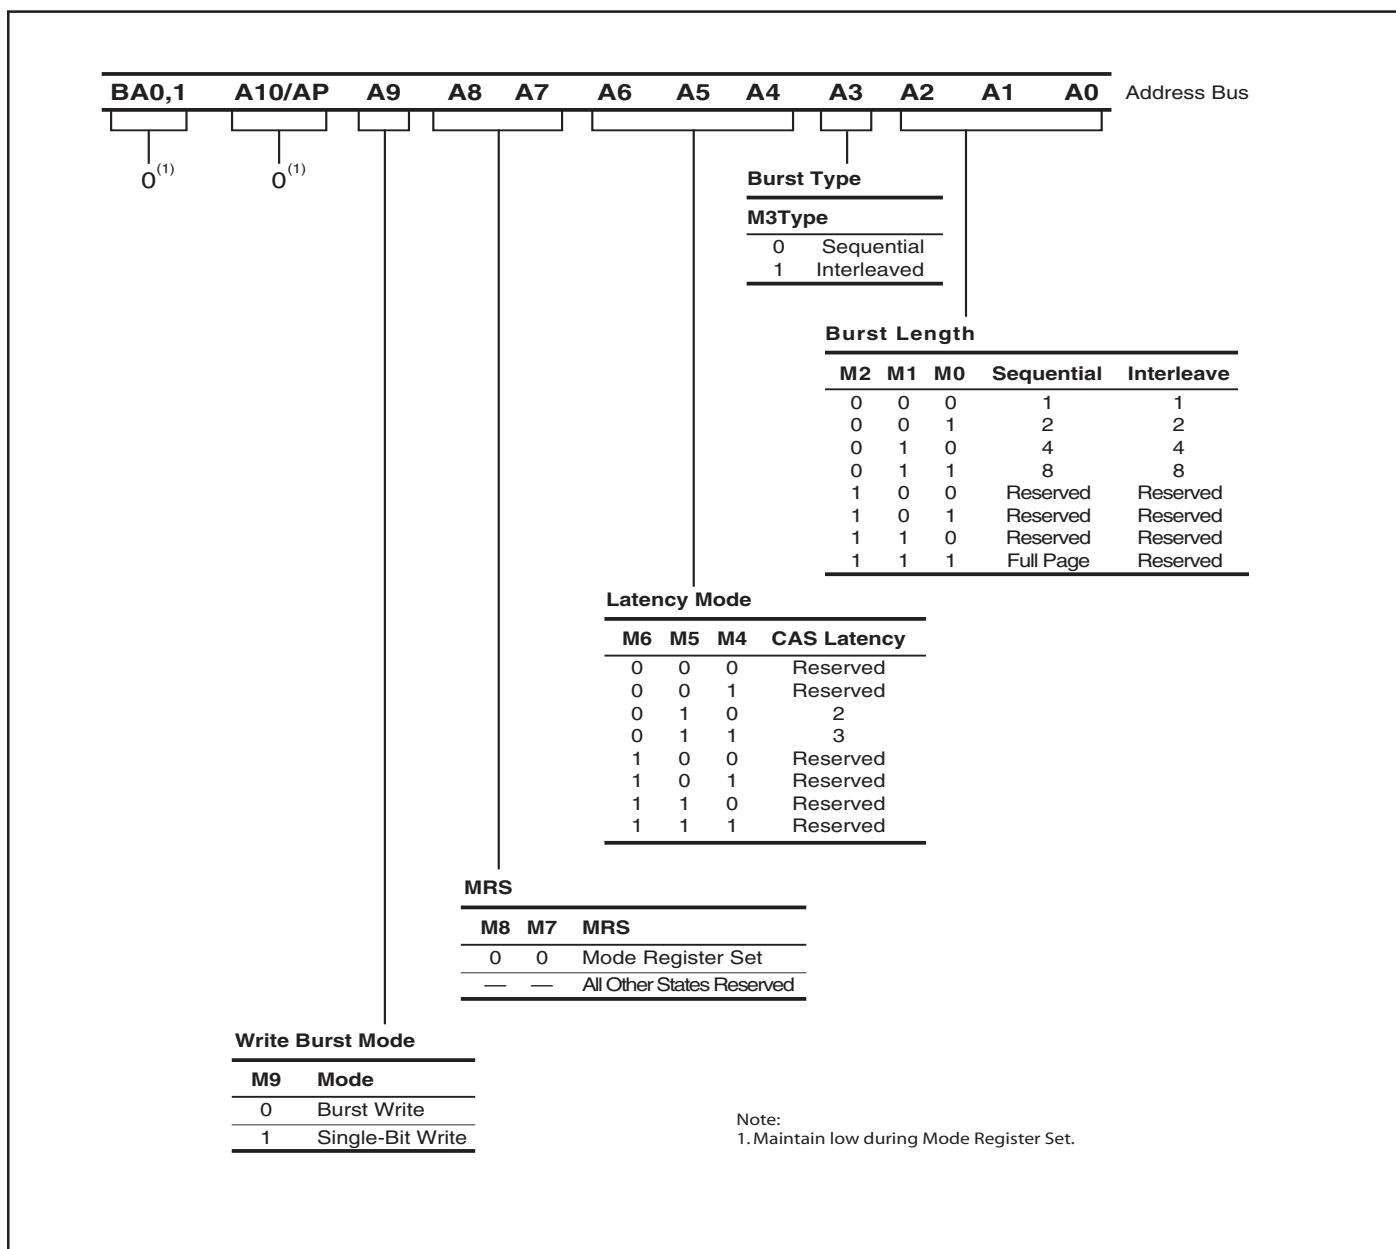 BA0,1 A10/AP A9 A8 A7 A6 A5 A4 A3 A2 A1 A0 Address Bus
0(1) 0(1)
Burst Type
M3Type
0 Sequential
1 Interleaved
Burst Length
M2 M1 M0 Sequential Interleave
0 0 0 1 1
0 0 1 2 2
0 1 0 4 4
0 1 1 8 8
1 0 0 Reserved Reserved
1 0 1 Reserved Reserved
1 1 0 Reserved Reserved
1 1 1 Full Page Reserved
Latency Mode
M6 M5 M4 CAS Latency
0 0 0 Reserved
0 0 1 Reserved
0 1 0 2
0 1 1 3
1 0 0 Reserved
1 0 1 Reserved
1 1 0 Reserved
1 1 1 Reserved
MRS
M8 M7 MRS
0 0 Mode Register Set
— — All Other States Reserved
Write Burst Mode
M9 Mode
0 Burst Write
1 Single-Bit Write
Note:
1. Maintain low during Mode Register Set.